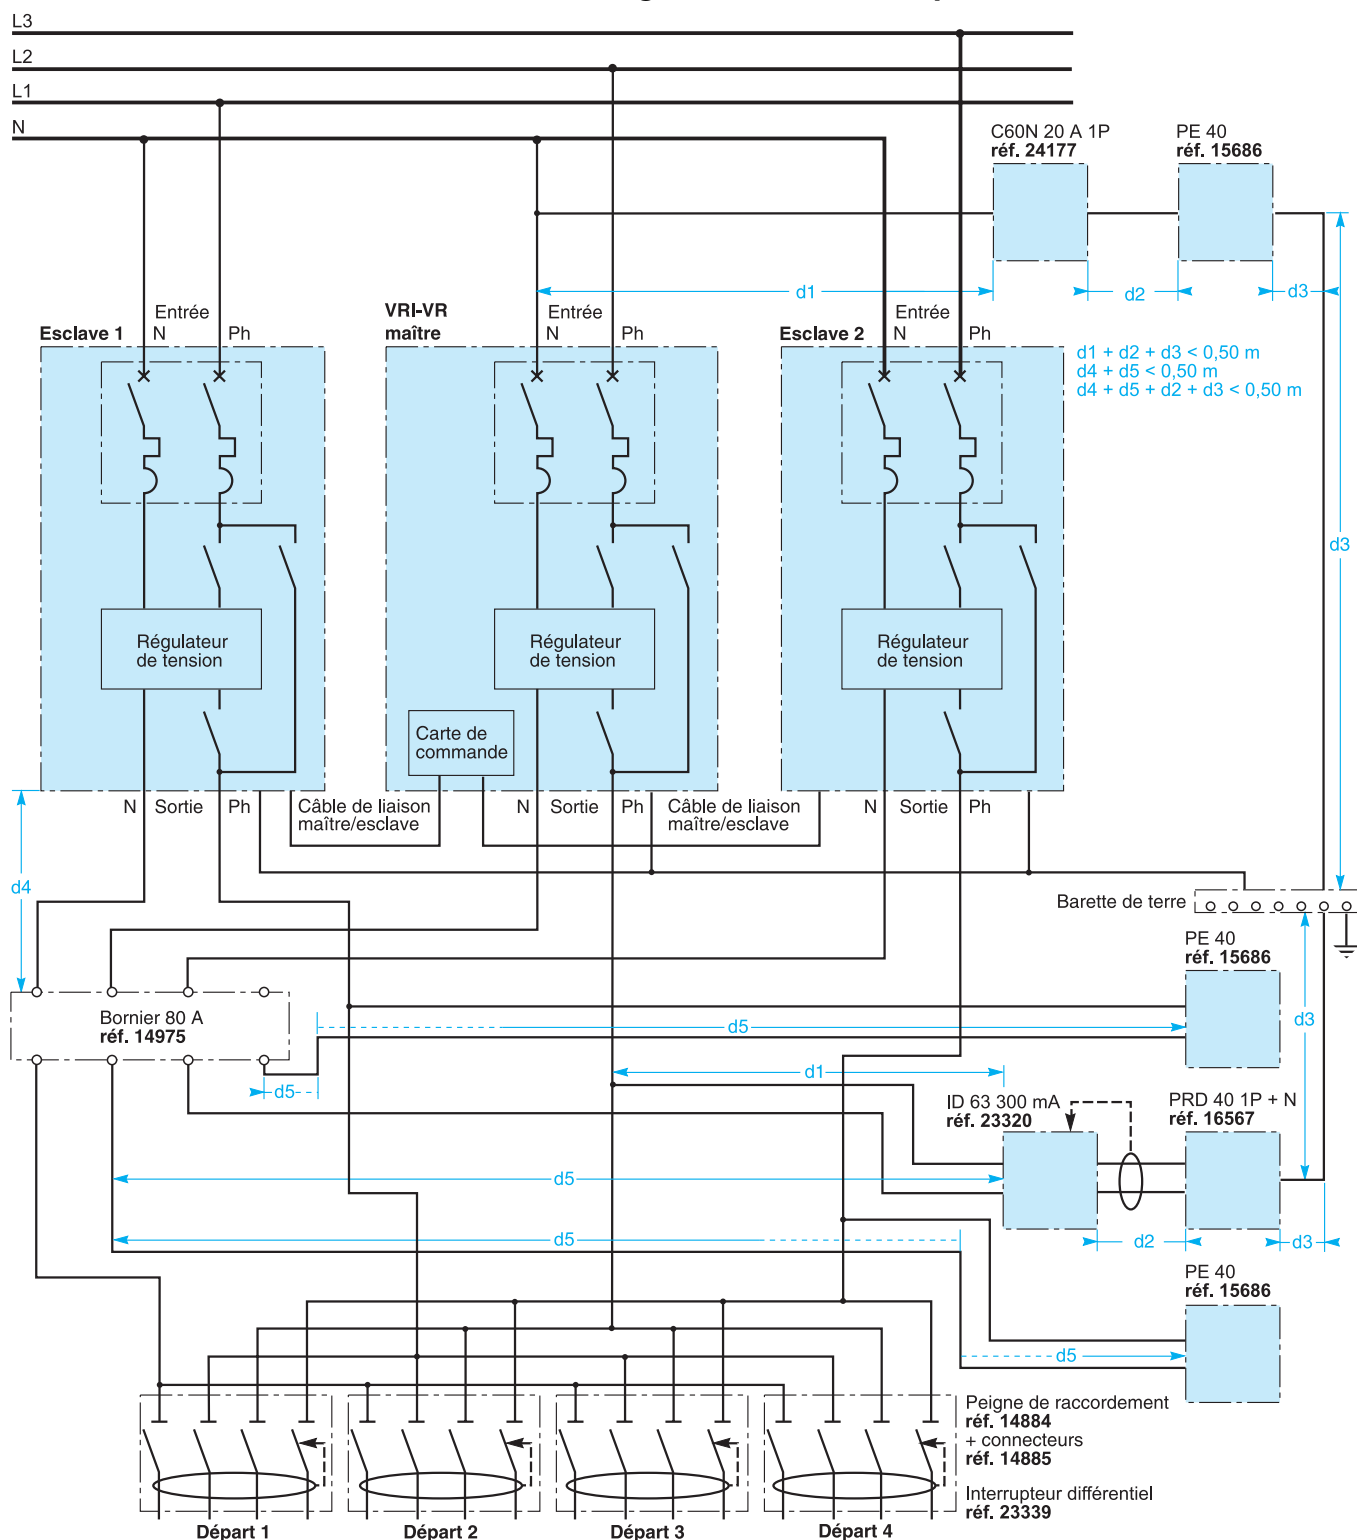 L3
L2
L1
N
C60N 20 A 1P
réf. 24177
PE 40
réf. 15686
d1
d2
d3
Esclave 1
Entrée
N
Ph
VRI-VR
maître
Entrée
N
Ph
Esclave 2
Entrée
N
Ph
d1 + d2 + d3 < 0,50 m
d4 + d5 < 0,50 m
d4 + d5 + d2 + d3 < 0,50 m
d3
Régulateur
de tension
Régulateur
de tension
Régulateur
de tension
Carte de
commande
N
Sortie
Ph
Câble de liaison
maître/esclave
N
Sortie
Ph
Câble de liaison
maître/esclave
N
Sortie
Ph
d4
Barette de terre
PE 40
réf. 15686
Bornier 80 A
réf. 14975
d5
d3
d5
d1
ID 63 300 mA
réf. 23320
PRD 40 1P + N
réf. 16567
d5
d5
d2
d3
PE 40
réf. 15686
d5
Peigne de raccordement
réf. 14884
+ connecteurs
réf. 14885
Interrupteur différentiel
réf. 23339
Départ 1
Départ 2
Départ 3
Départ 4